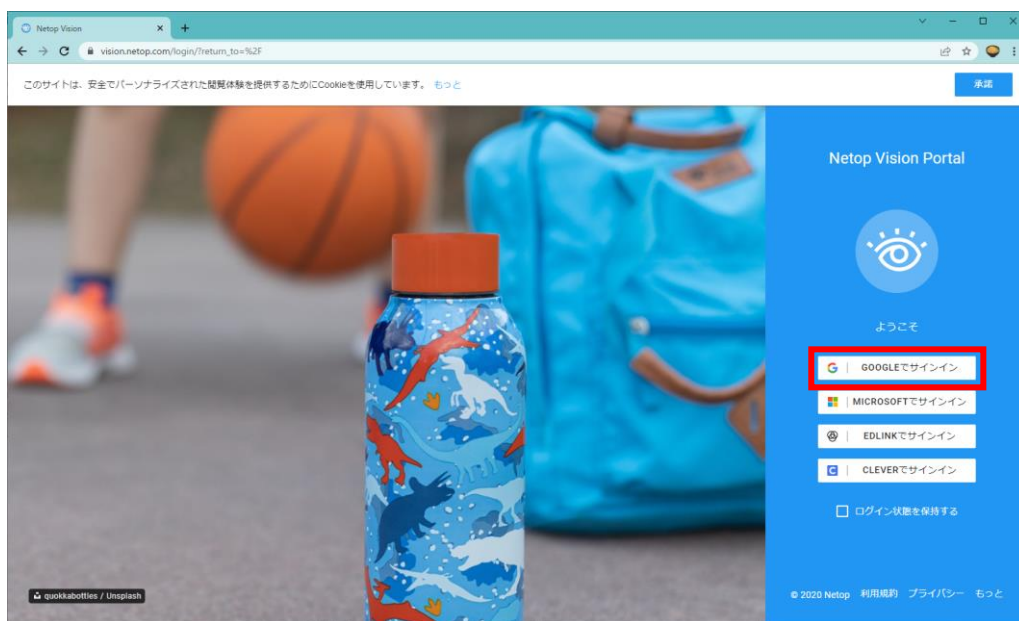 Netop Vision
vision.netop.com/login/?return_to=%2F
このサイトは、安全でパーソナライズされた閲覧体験を提供するためにCookieを使用しています。 もっと
承諾
Netop Vision Portal
ようこそ
GOOGLEでサインイン
MICROSOFTでサインイン
EDLINKでサインイン
CLEVERでサインイン
ログイン状態を保持する
quokkabottles / Unsplash
© 2020 Netop 利用規約 プライバシー もっと